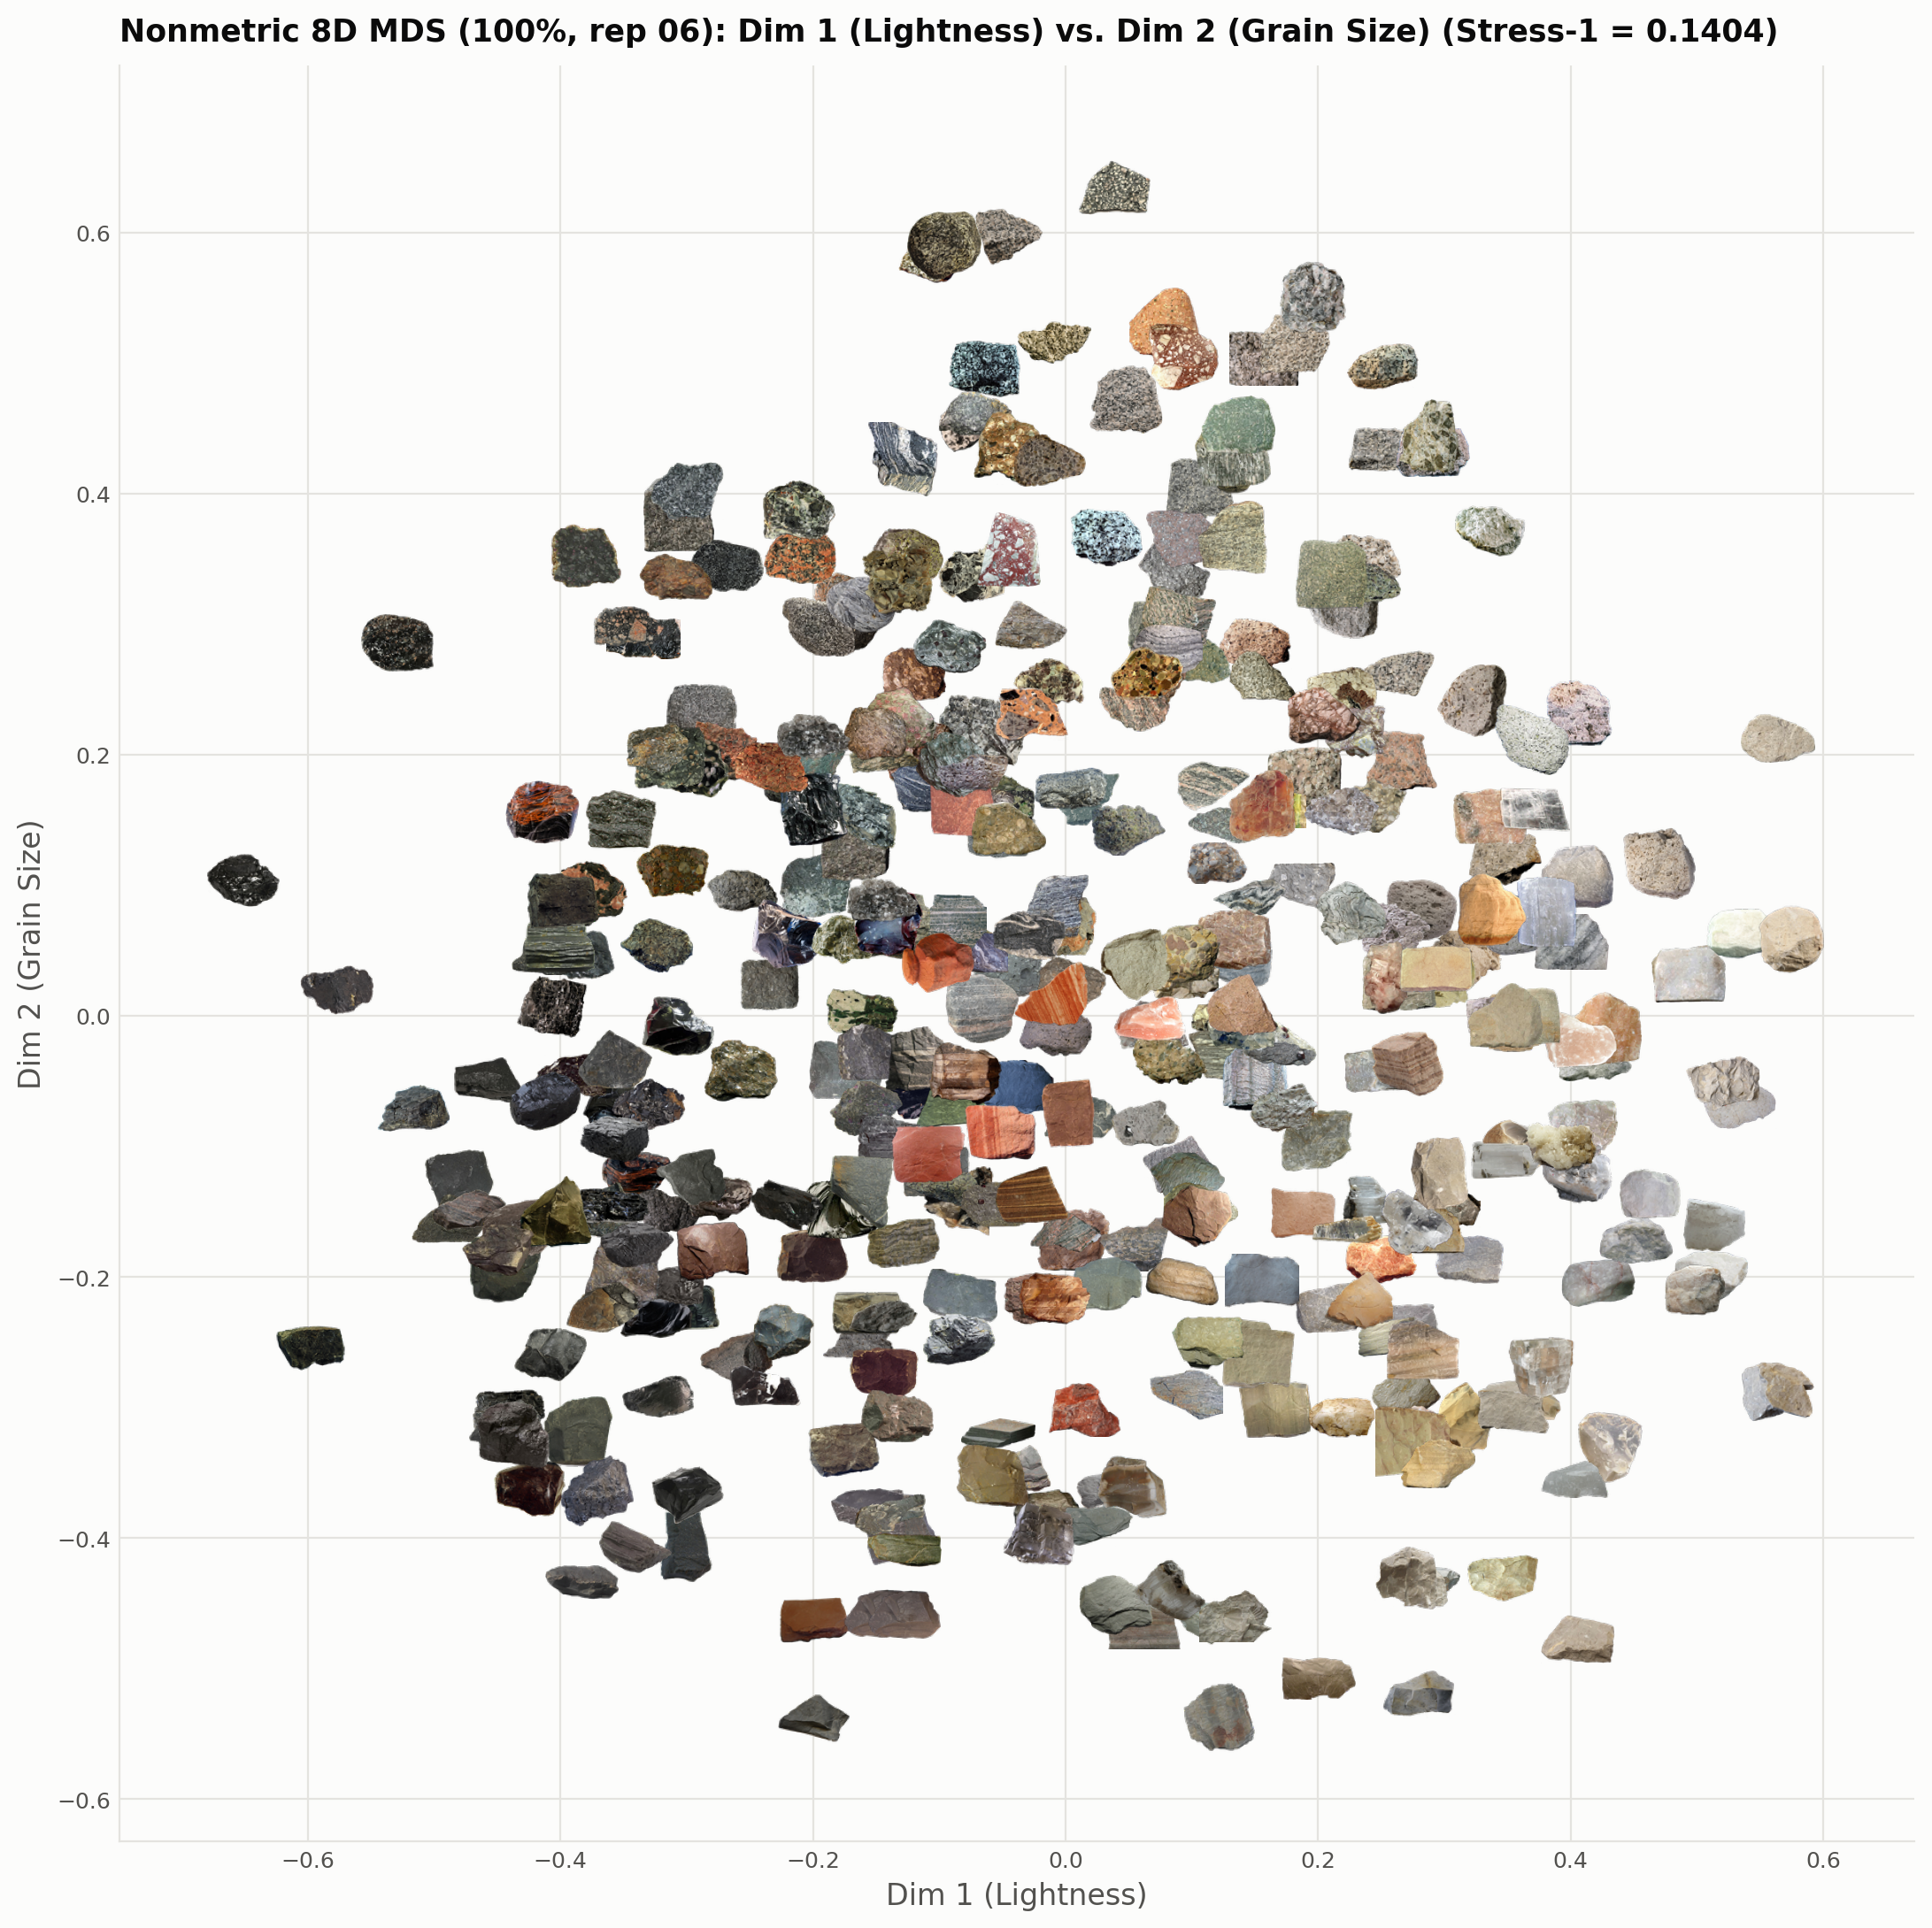 Nonmetric 8D MDS (100%, rep 06): Dim 1 (Lightness) vs. Dim 2 (Grain Size) (Stress-1 = 0.1404)
Dim 2 (Grain Size)
0.6
0.4
0.2
0.0
−0.2
−0.4
−0.6
−0.6 −0.4 −0.2 0.0 0.2 0.4 0.6
Dim 1 (Lightness)